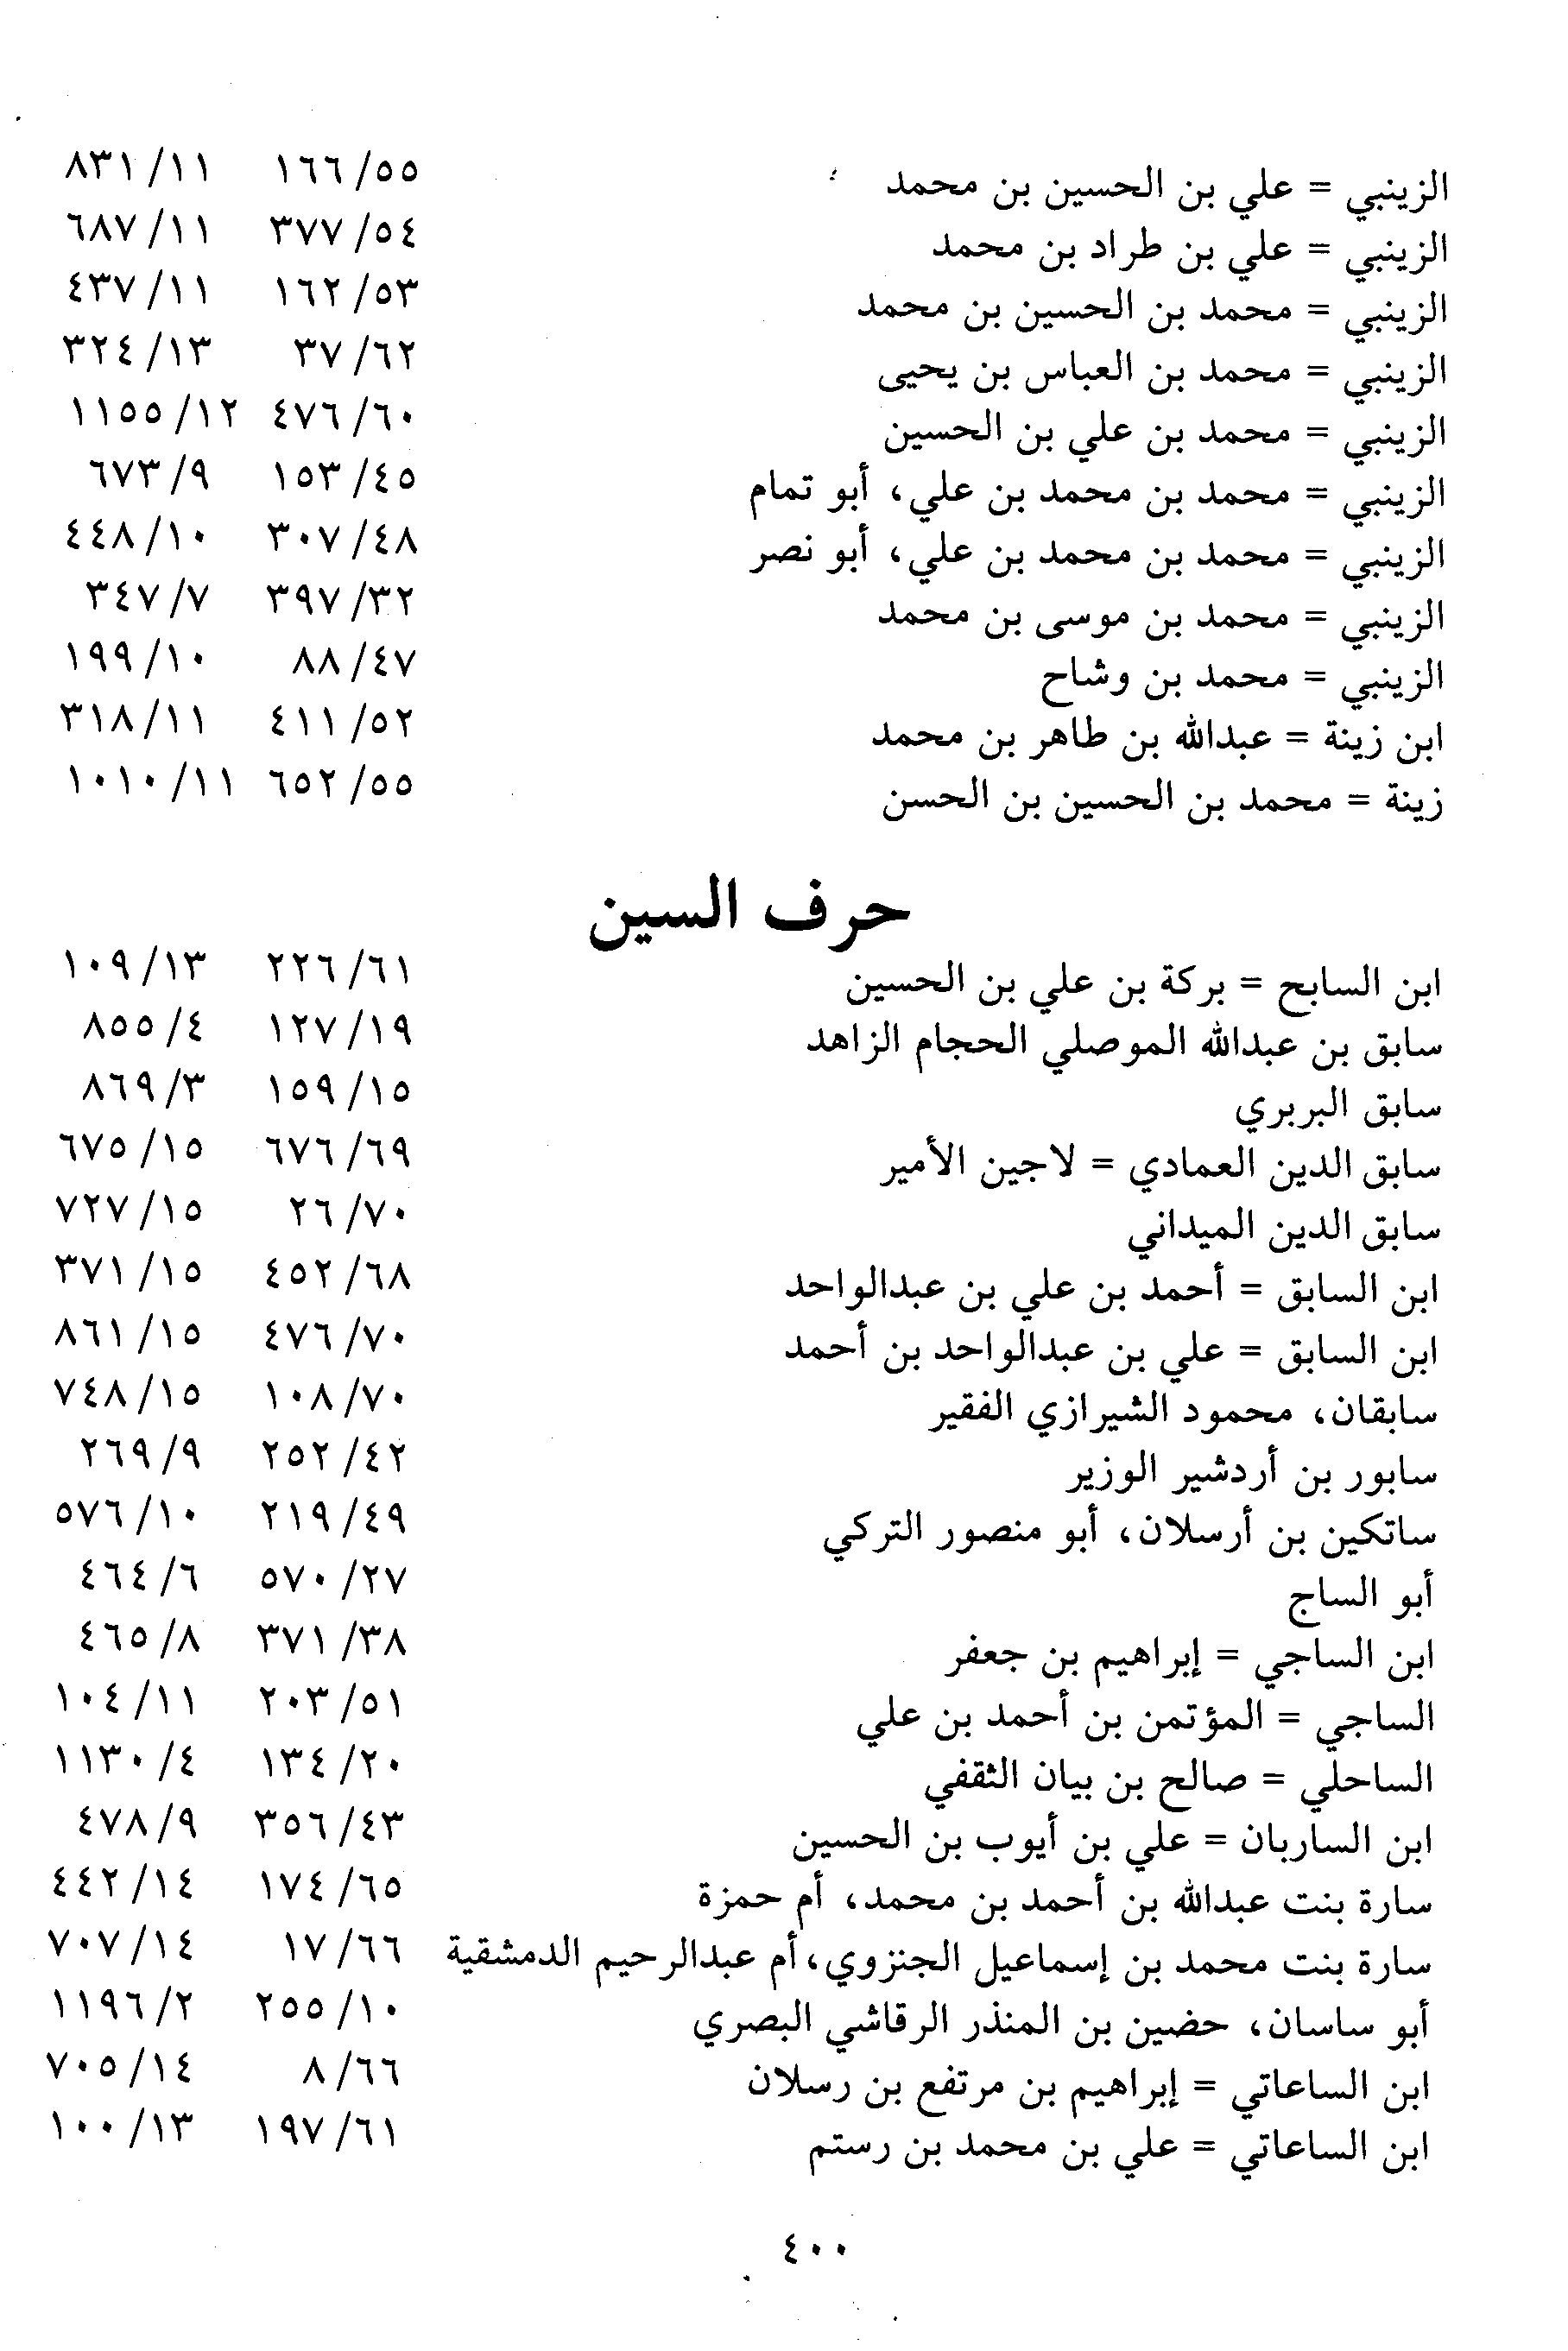 الزينبي = علي بن الحسين بن محمد ١٦٦/٥٥ ٨٣١/١١
الزينبي = علي بن طراد بن محمد ٣٧٧/٥٤ ٦٨٧/١١
الزينبي = محمد بن الحسين بن محمد ١٦٢/٥٣ ٤٣٧/١١
الزينبي = محمد بن العباس بن يحيى ٣٧/٦٢ ٣٢٤/١٣
الزينبي = محمد بن علي بن الحسين ٤٧٦/٦٠ ١١٥٥/١٢
الزينبي = محمد بن محمد بن علي، أبو تمام ١٥٣/٤٥ ٦٧٣/٩
الزينبي = محمد بن محمد بن علي، أبو نصر ٣٠٧/٤٨ ٤٤٨/١٠
الزينبي = محمد بن موسى بن محمد ٣٩٧/٣٢ ٣٤٧/٧
الزينبي = محمد بن وشاح ٨٨/٤٧ ١٩٩/١٠
ابن زينة = عبدالله بن طاهر بن محمد ٤١١/٥٢ ٣١٨/١١
زينة = محمد بن الحسين بن الحسن ٦٥٢/٥٥ ١٠١٠/١١
حرف السين
ابن السابح = بركة بن علي بن الحسين ٢٢٦/٦١ ١٠٩/١٣
سابق بن عبدالله الموصلي الحجام الزاهد ١٢٧/١٩ ٨٥٥/٤
سابق البربري ١٥٩/١٥ ٨٦٩/٣
سابق الدين العمادي = لاجين الأمير ٦٧٦/٦٩ ٦٧٥/١٥
سابق الدين الميداني ٢٦/٧٠ ٧٢٧/١٥
ابن السابق = أحمد بن علي بن عبدالواحد ٤٥٢/٦٨ ٣٧١/١٥
ابن السابق = علي بن عبدالواحد بن أحمد ٤٧٦/٧٠ ٨٦١/١٥
سابقان، محمود الشيرازي الفقير ١٠٨/٧٠ ٧٤٨/١٥
سابور بن أردشير الوزير ٢٥٢/٤٢ ٢٦٩/٩
ساتكين بن أرسلان، أبو منصور التركي ٢١٩/٤٩ ٥٧٦/١٠
أبو الساج ٥٧٠/٢٧ ٤٦٤/٦
ابن الساجي = إبراهيم بن جعفر ٣٧١/٣٨ ٤٦٥/٨
الساجي = المؤتمن بن أحمد بن علي ٢٠٣/٥١ ١٠٤/١١
الساحلي = صالح بن بيان الثقفي ١٣٤/٢٠ ١١٣٠/٤
ابن الساربان = علي بن أيوب بن الحسين ٣٥٦/٤٣ ٤٧٨/٩
سارة بنت عبدالله بن أحمد بن محمد، أم حمزة ١٧٤/٦٥ ٤٤٢/١٤
سارة بنت محمد بن إسماعيل الجنزوي، أم عبدالرحيم الدمشقية ١٧/٦٦ ٧٠٧/١٤
أبو ساسان، حضين بن المنذر الرقاشي البصري ٢٥٥/١٠ ١١٩٦/٢
ابن الساعاتي = إبراهيم بن مرتفع بن رسلان ٨/٦٦ ٧٠٥/١٤
ابن الساعاتي = علي بن محمد بن رستم ١٩٧/٦١ ١٠٠/١٣
٤٠٠